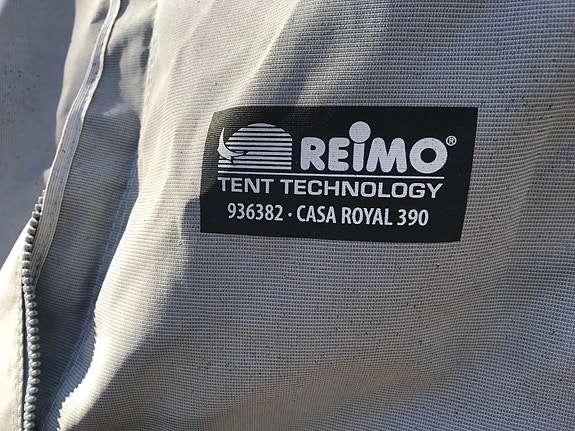 REIMO®
TENT TECHNOLOGY
936382 · CASA ROYAL 390